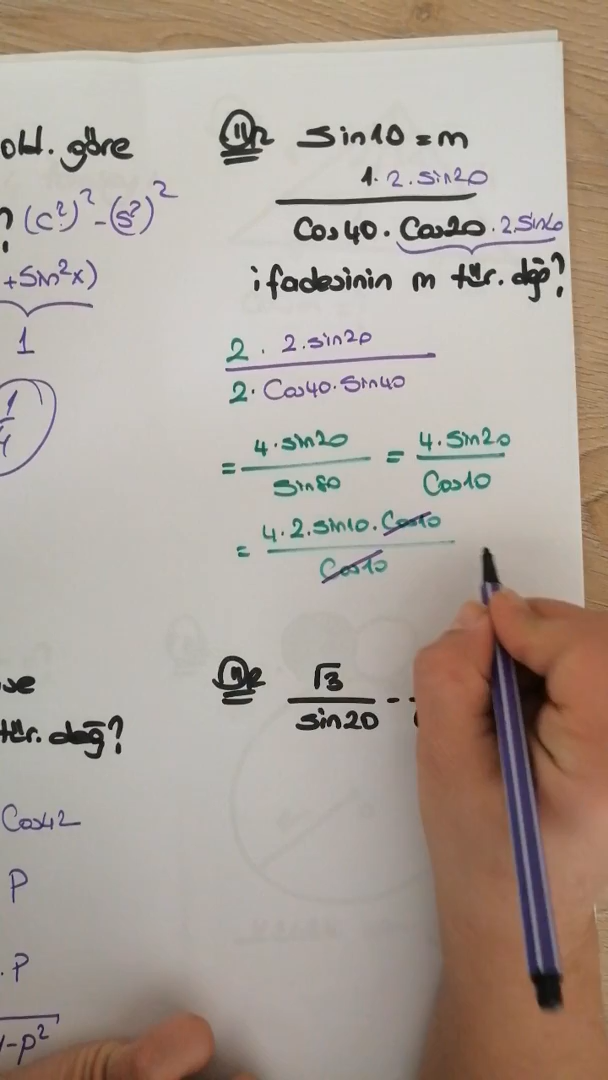 old. göre
? (c²)² - (s²)²
+Sin²x)
1
ise
tür. değ?
Cos42
P
. P
1-p²
Sin10 = m
1 . 2.sin20
Cos40 . Cos20 . 2 Sin20
ifadesinin m tür. değ?
2 . 2.sin20
2 . Cos40 . Sin40
= 4.sin20 = 4.Sin20
Sin80 Cos10
= 4.2.sin10.Cos10
Cos10
√3
sin20 -